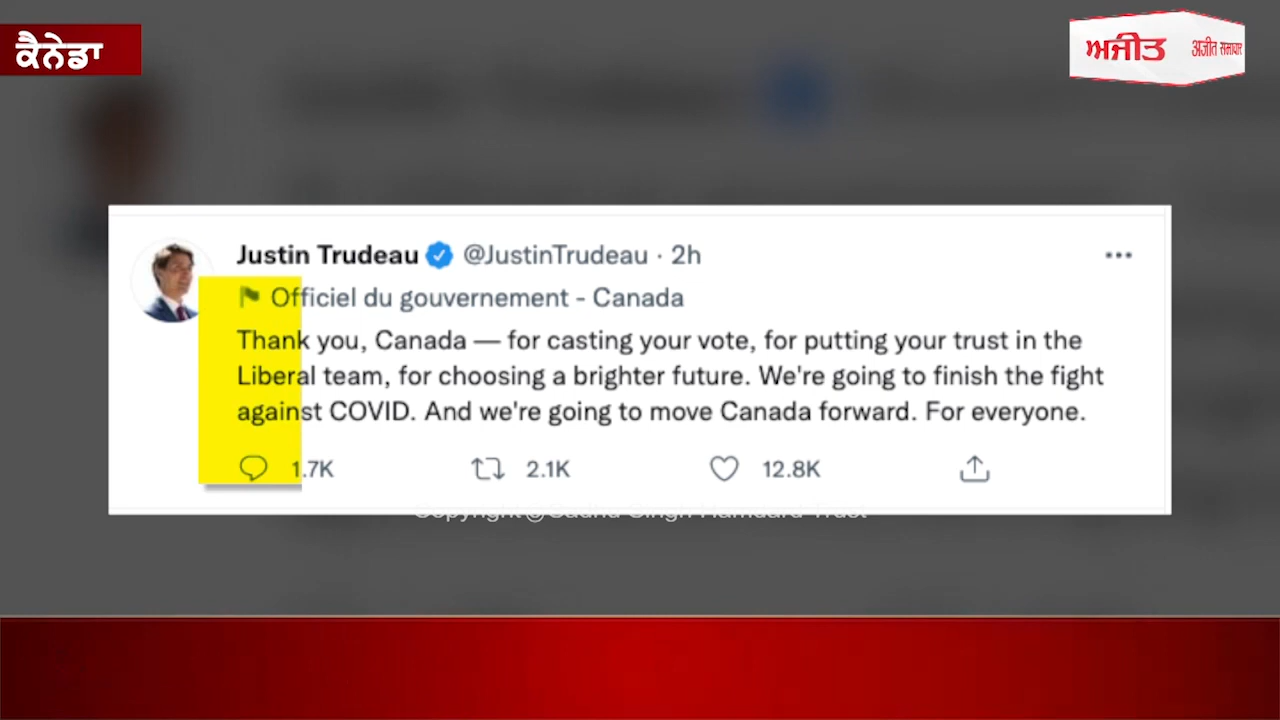 ਕੈਨੇਡਾ
ਅਜੀਤ अजीत समाचार
Justin Trudeau @JustinTrudeau · 2h
Officiel du gouvernement - Canada
Thank you, Canada — for casting your vote, for putting your trust in the
Liberal team, for choosing a brighter future. We're going to finish the fight
against COVID. And we're going to move Canada forward. For everyone.
1.7K 2.1K 12.8K